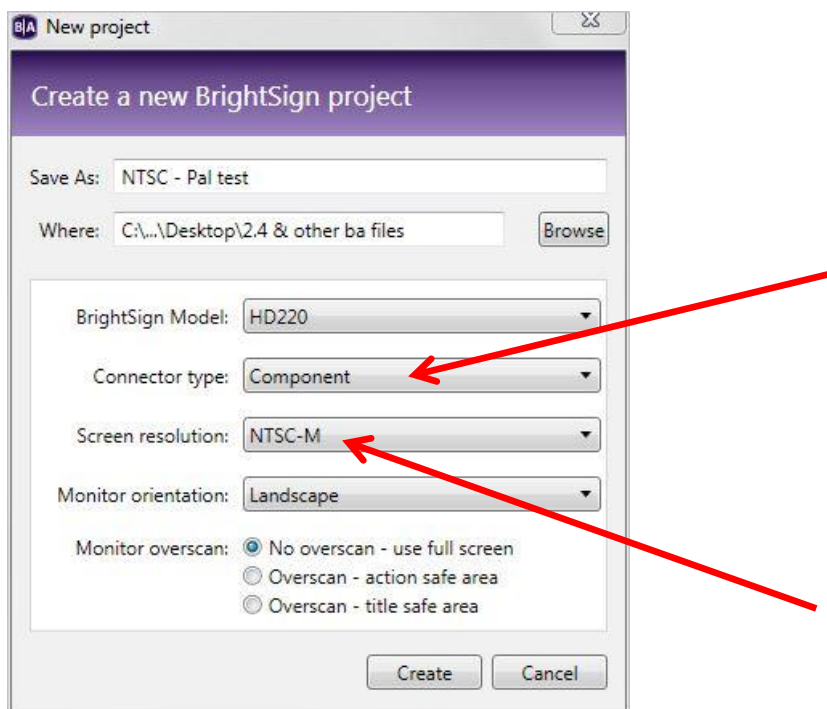 B|A New project
Create a new BrightSign project
Save As: NTSC - Pal test
Where: C:\...\Desktop\2.4 & other ba files Browse
BrightSign Model: HD220
Connector type: Component
Screen resolution: NTSC-M
Monitor orientation: Landscape
Monitor overscan: No overscan - use full screen
Overscan - action safe area
Overscan - title safe area
Create Cancel